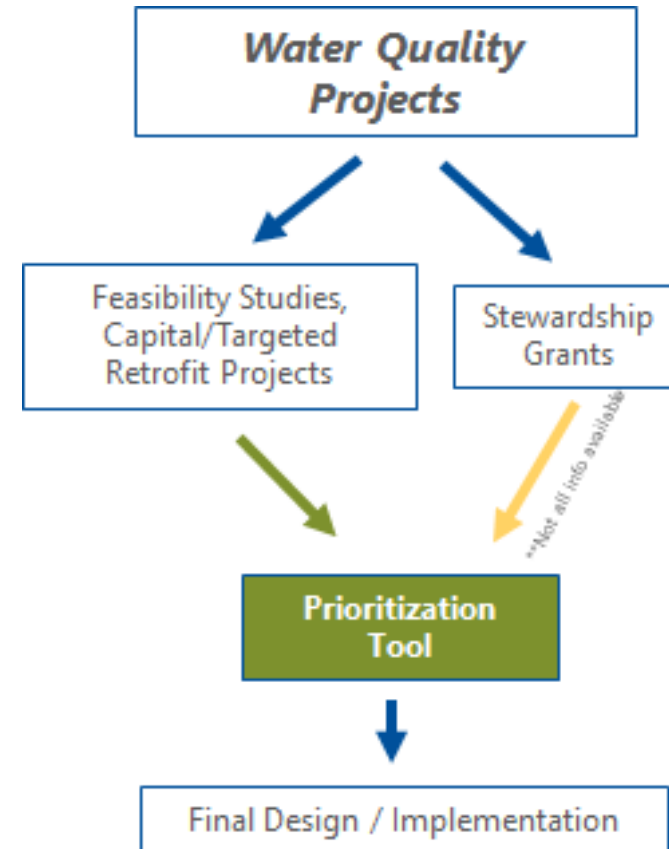 Water Quality
Projects
Feasibility Studies,
Capital/Targeted
Retrofit Projects
Stewardship
Grants
**Not all info available
Prioritization
Tool
Final Design / Implementation